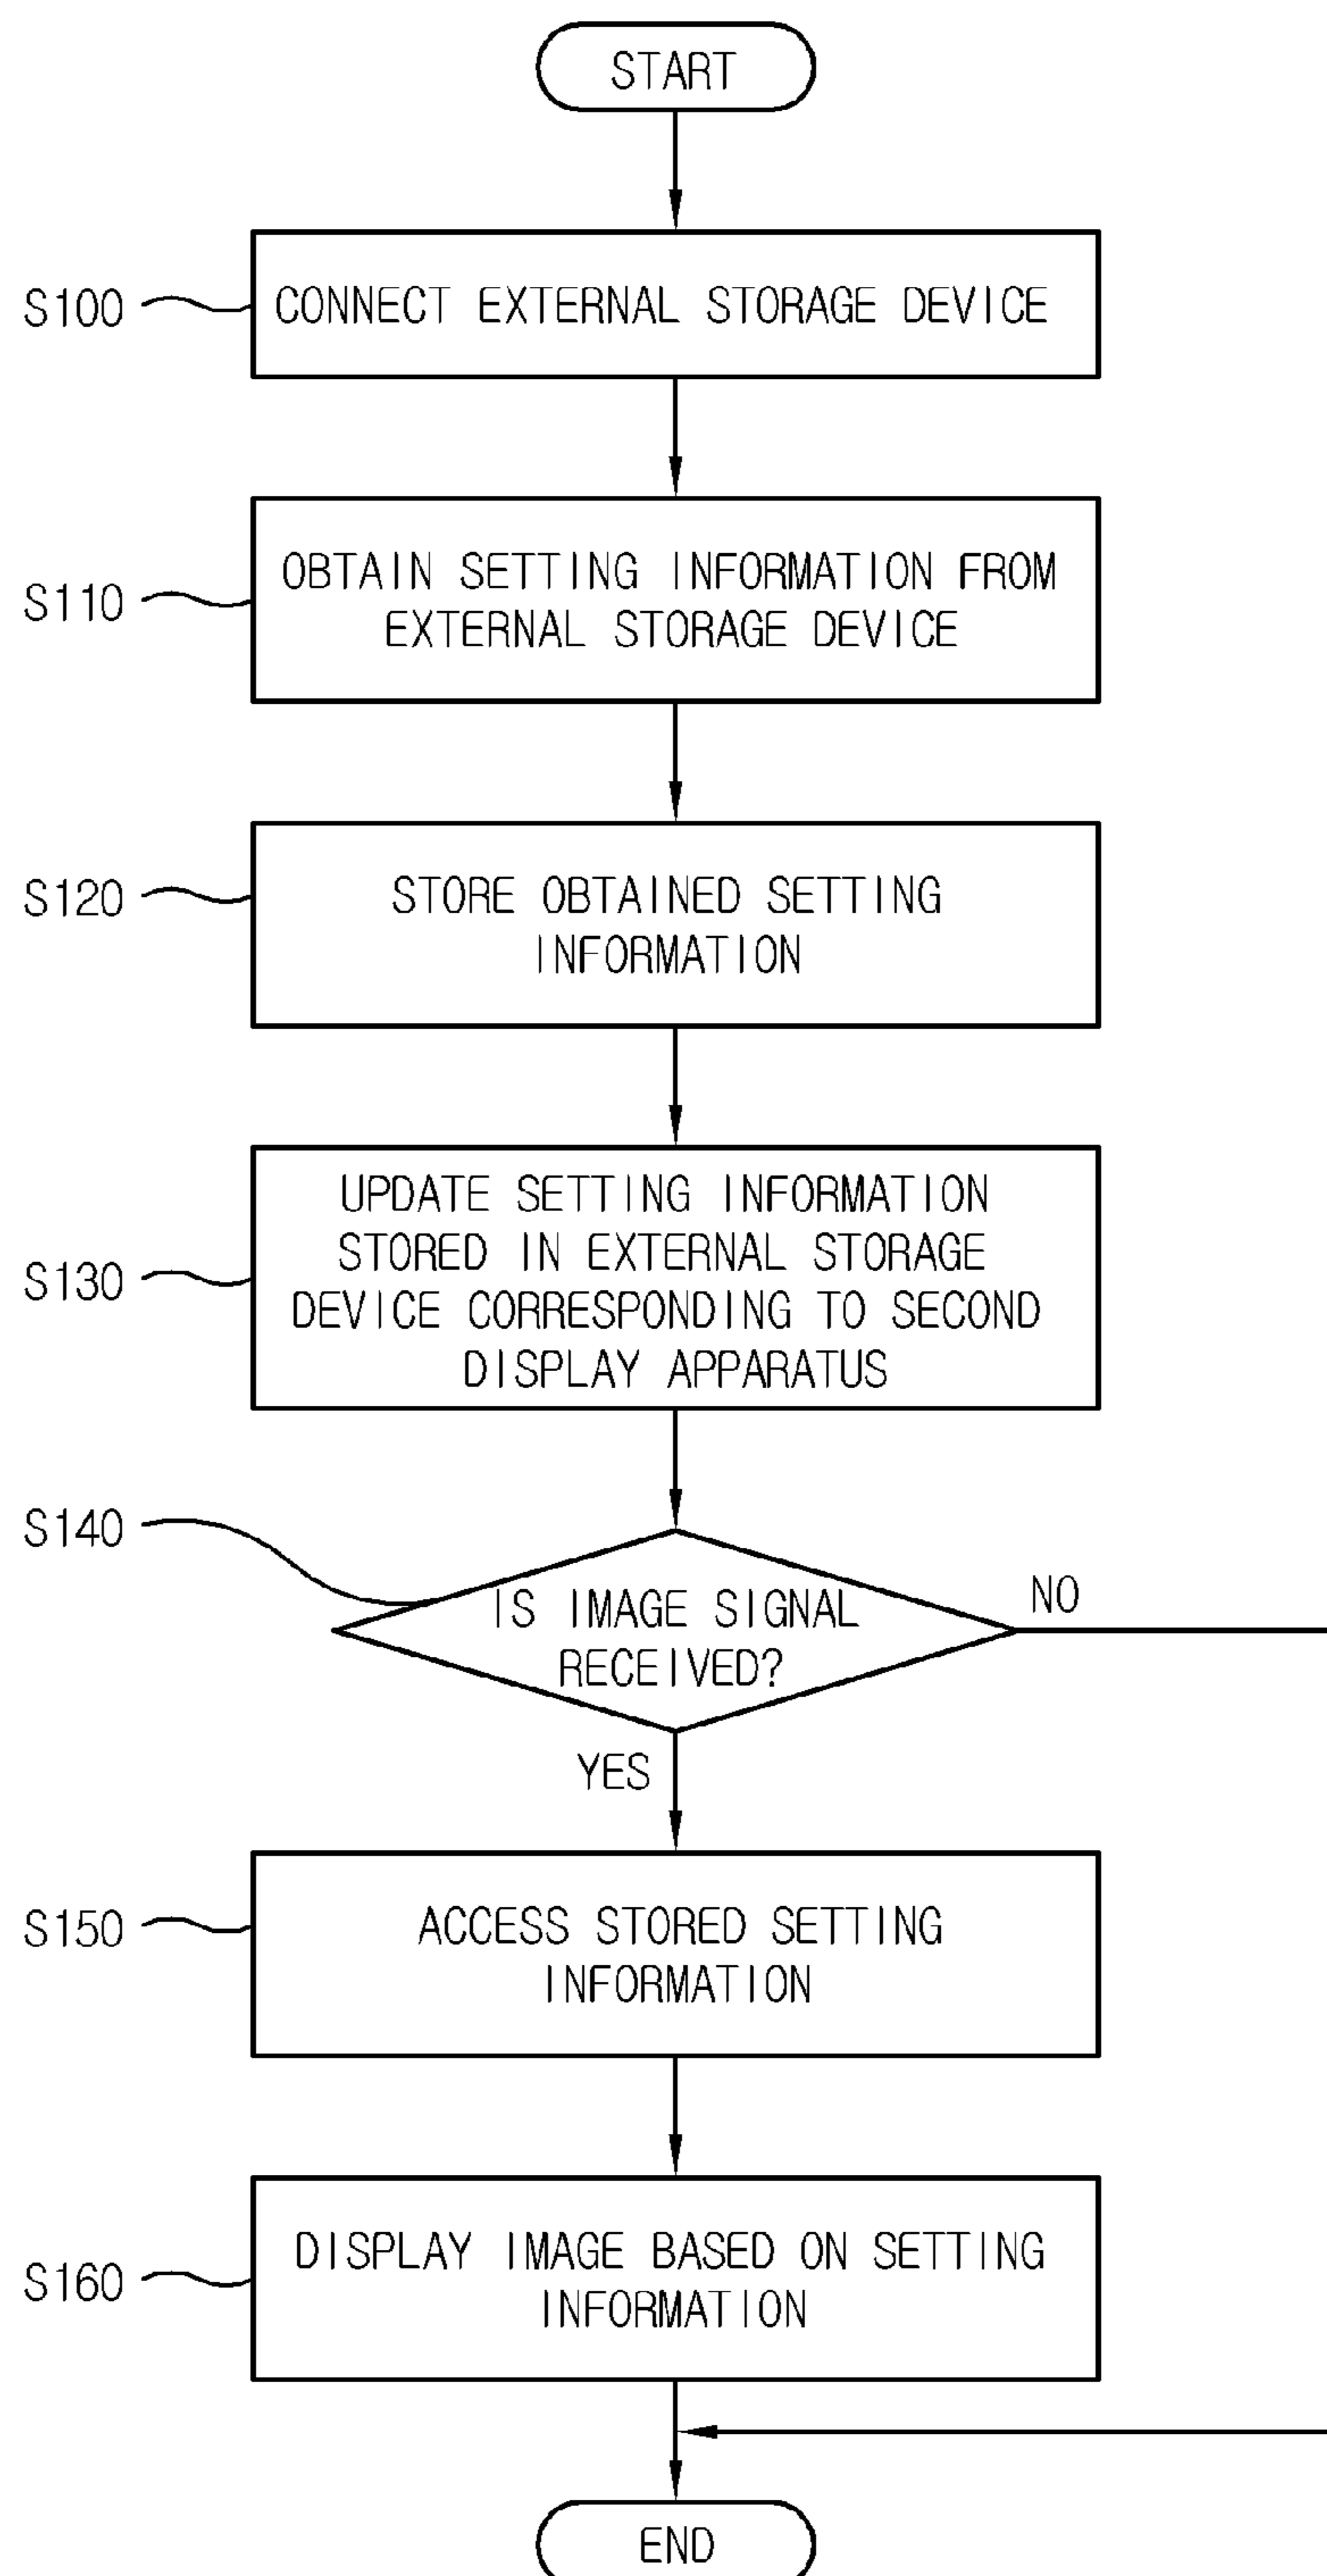 START
S100
CONNECT EXTERNAL STORAGE DEVICE
S110
OBTAIN SETTING INFORMATION FROM
EXTERNAL STORAGE DEVICE
S120
STORE OBTAINED SETTING
INFORMATION
S130
UPDATE SETTING INFORMATION
STORED IN EXTERNAL STORAGE
DEVICE CORRESPONDING TO SECOND
DISPLAY APPARATUS
S140
IS IMAGE SIGNAL
RECEIVED?
NO
YES
S150
ACCESS STORED SETTING
INFORMATION
S160
DISPLAY IMAGE BASED ON SETTING
INFORMATION
END